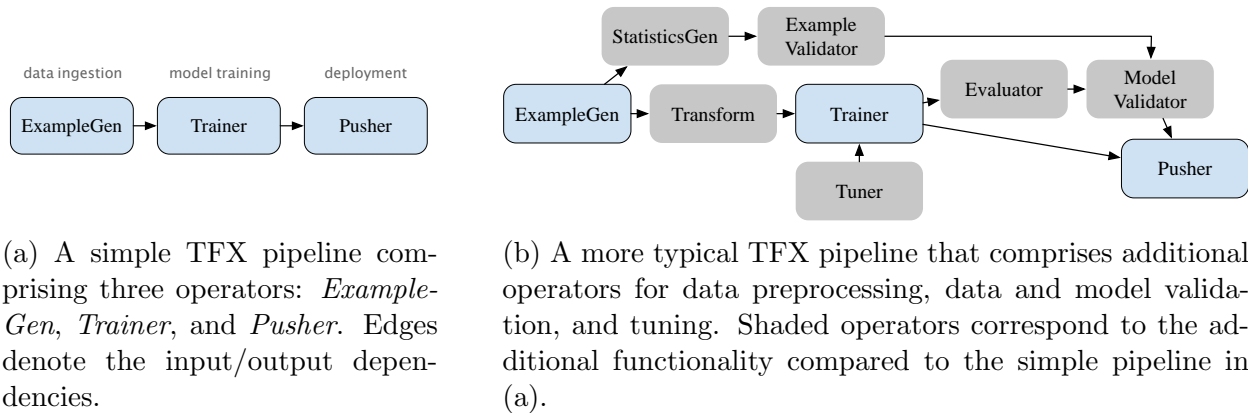 data ingestion
model training
deployment
ExampleGen
Trainer
Pusher
(a) A simple TFX pipeline com-
prising three operators: Example-
Gen, Trainer, and Pusher. Edges
denote the input/output depen-
dencies.
StatisticsGen
Example
Validator
ExampleGen
Transform
Trainer
Evaluator
Model
Validator
Tuner
Pusher
(b) A more typical TFX pipeline that comprises additional
operators for data preprocessing, data and model valida-
tion, and tuning. Shaded operators correspond to the ad-
ditional functionality compared to the simple pipeline in
(a).